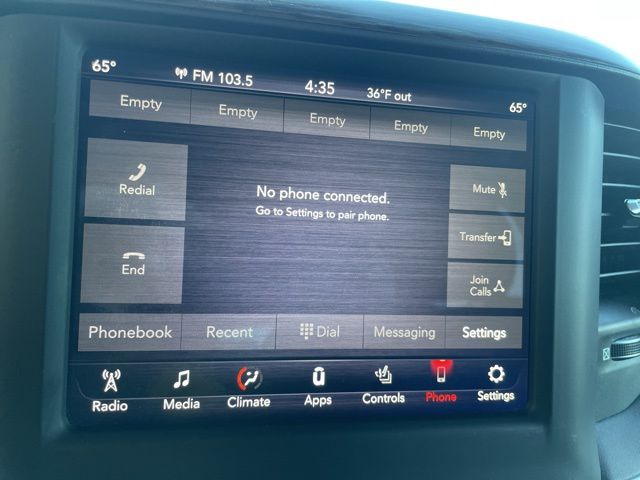 65° FM 103.5 4:35 36°F out 65°
Empty Empty Empty Empty Empty
Redial
No phone connected.
Go to Settings to pair phone.
Mute
Transfer
End
Join
Calls
Phonebook Recent Dial Messaging Settings
Radio Media Climate Apps Controls Phone Settings